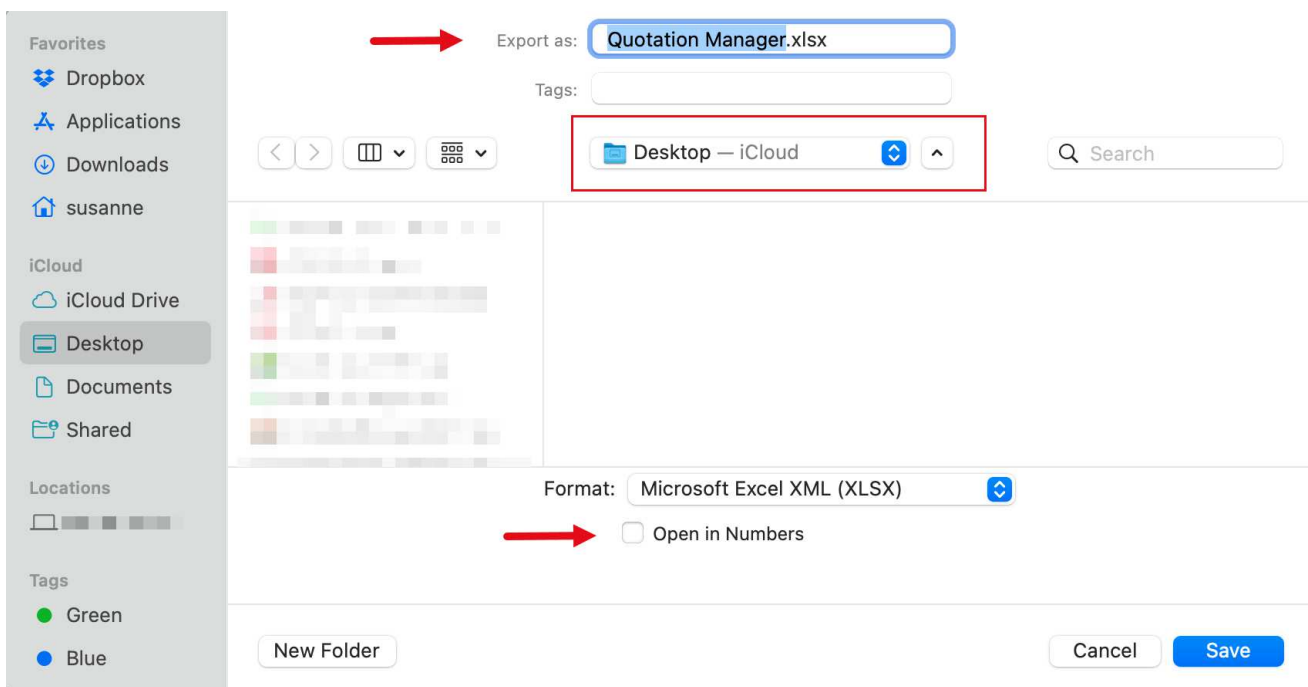 Favorites
Dropbox
Applications
Downloads
susanne
iCloud
iCloud Drive
Desktop
Documents
Shared
Locations
Tags
Green
Blue
Export as: Quotation Manager.xlsx
Tags:
Desktop — iCloud
Search
Format: Microsoft Excel XML (XLSX)
Open in Numbers
New Folder
Cancel
Save